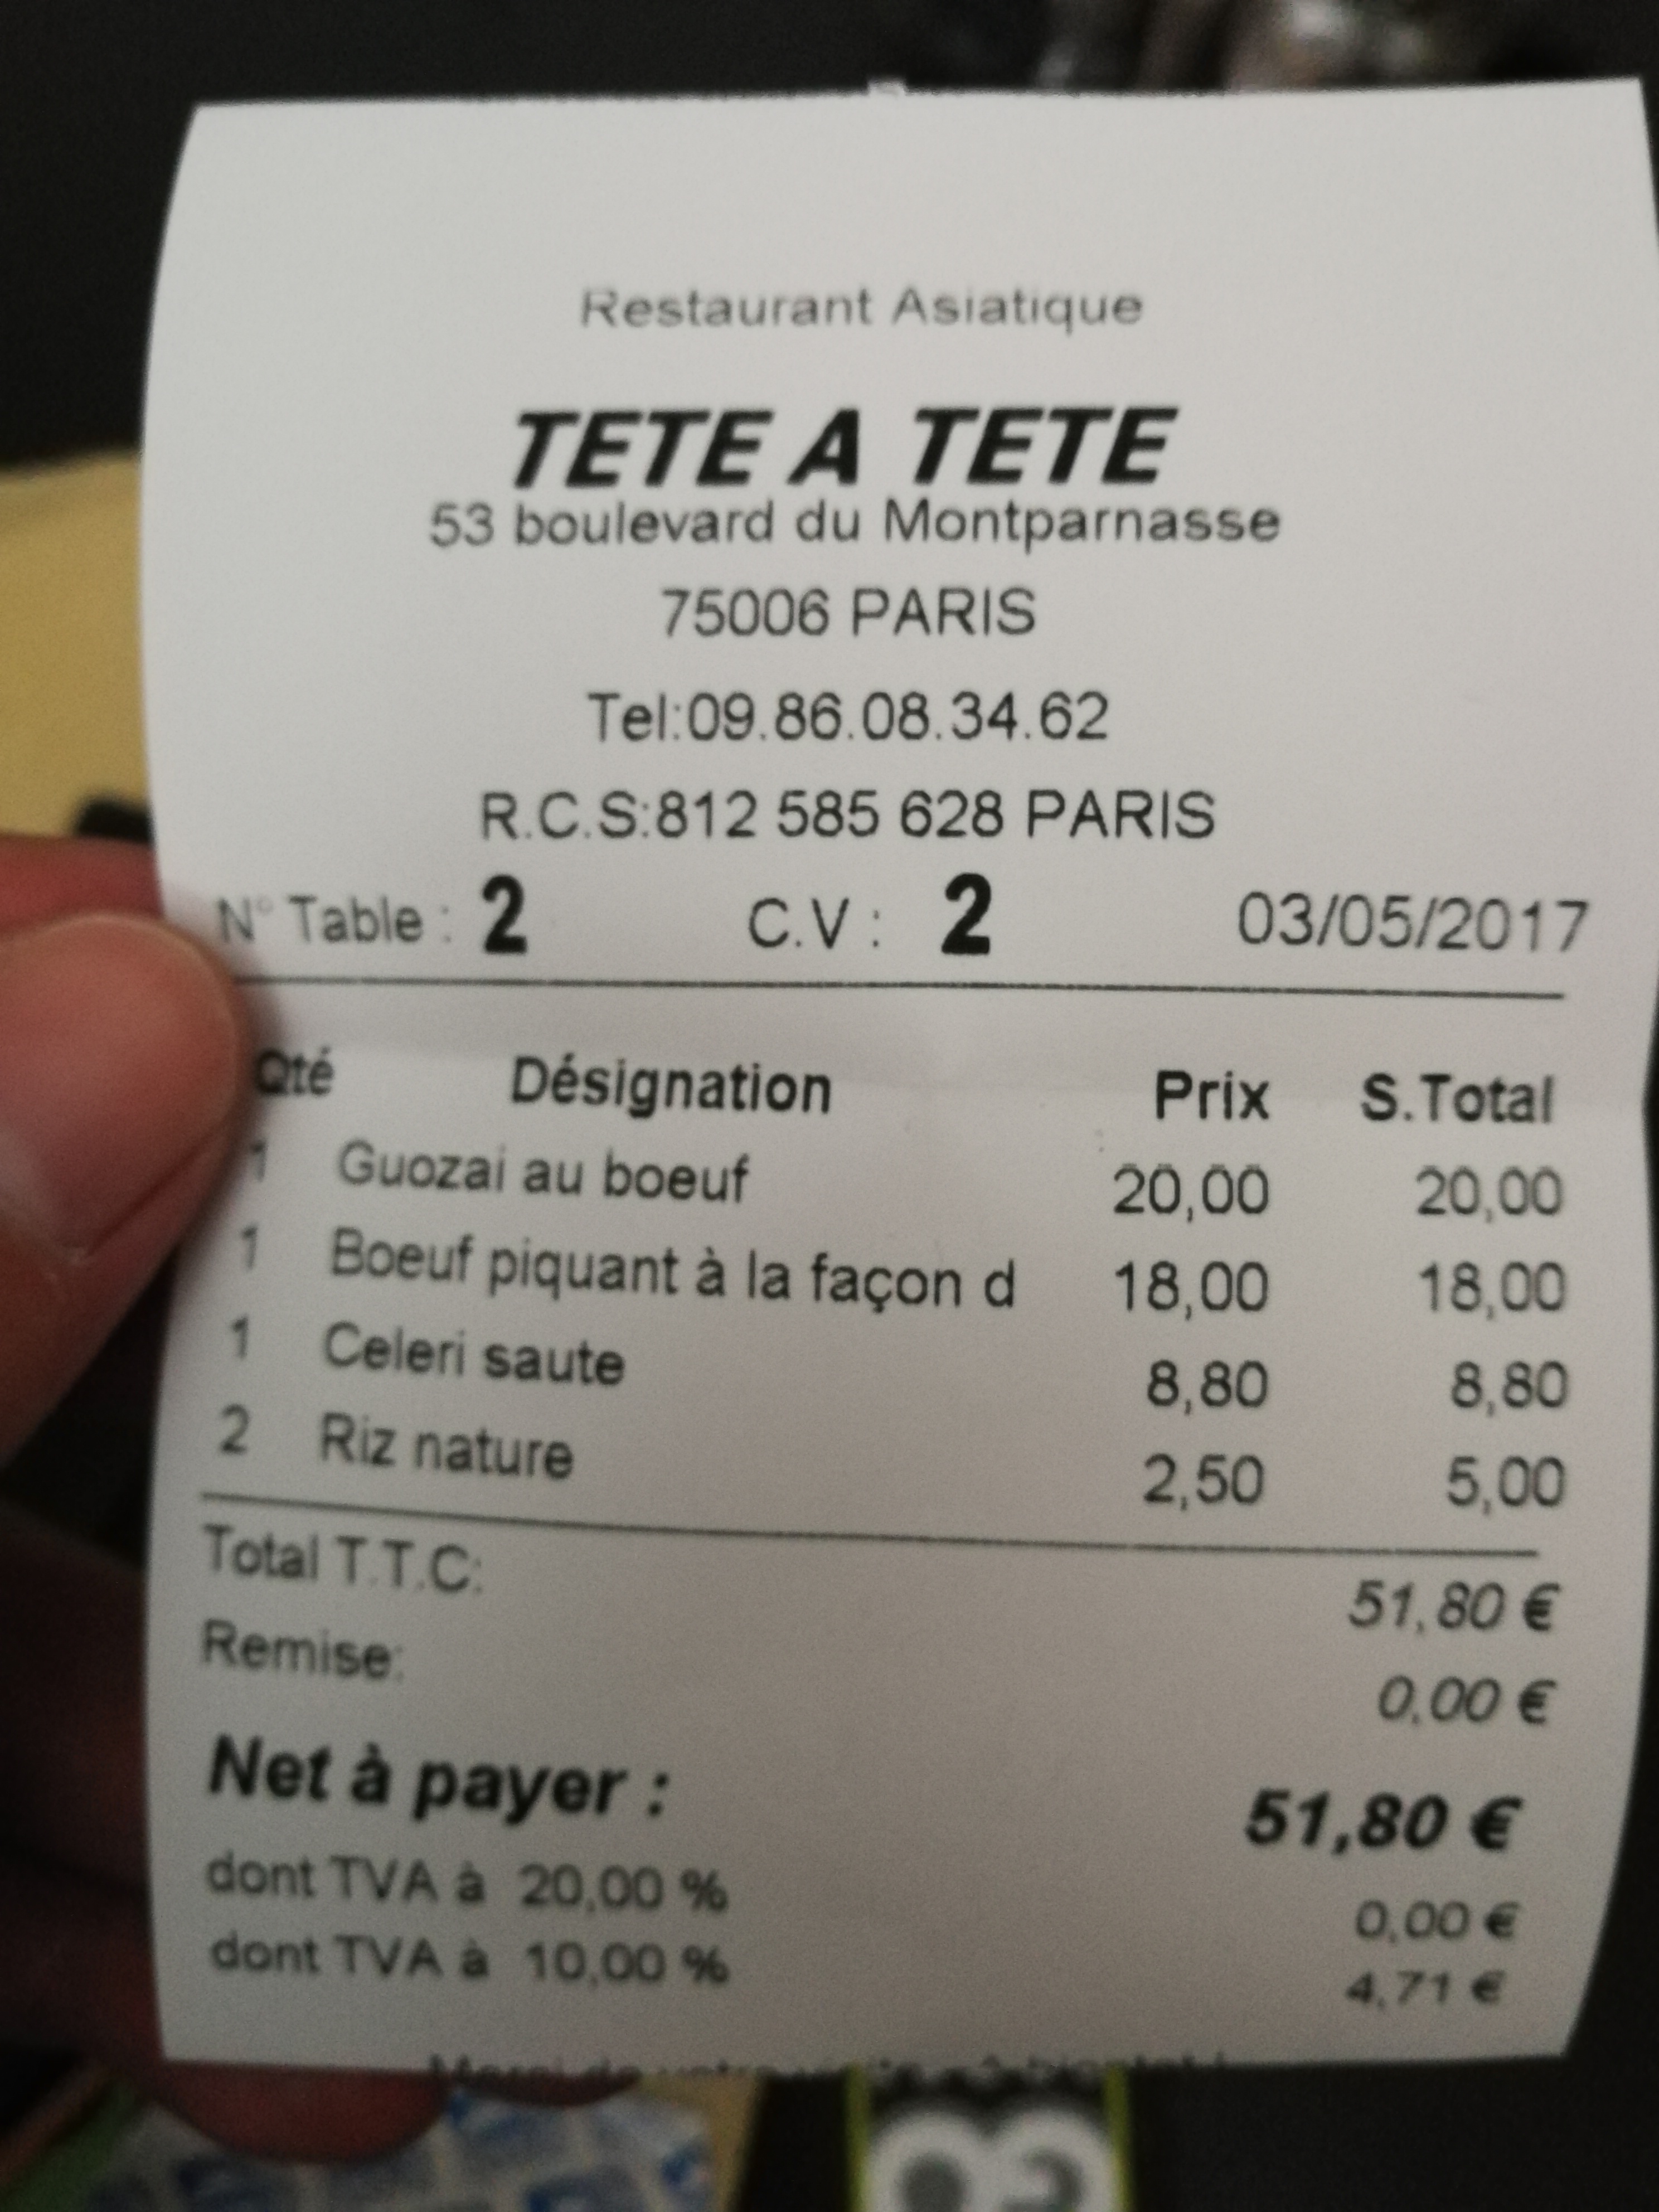 Restaurant Asiatique
TETE A TETE
53 boulevard du Montparnasse
75006 PARIS
Tel:09.86.08.34.62
R.C.S:812 585 628 PARIS
N° Table : 2 C.V : 2 03/05/2017
Qté Désignation Prix S.Total
1 Guozai au boeuf 20,00 20,00
1 Boeuf piquant à la façon d 18,00 18,00
1 Celeri saute 8,80 8,80
2 Riz nature 2,50 5,00
Total T.T.C: 51,80 €
Remise: 0,00 €
Net à payer : 51,80 €
dont TVA à 20,00 % 0,00 €
dont TVA à 10,00 % 4,71 €